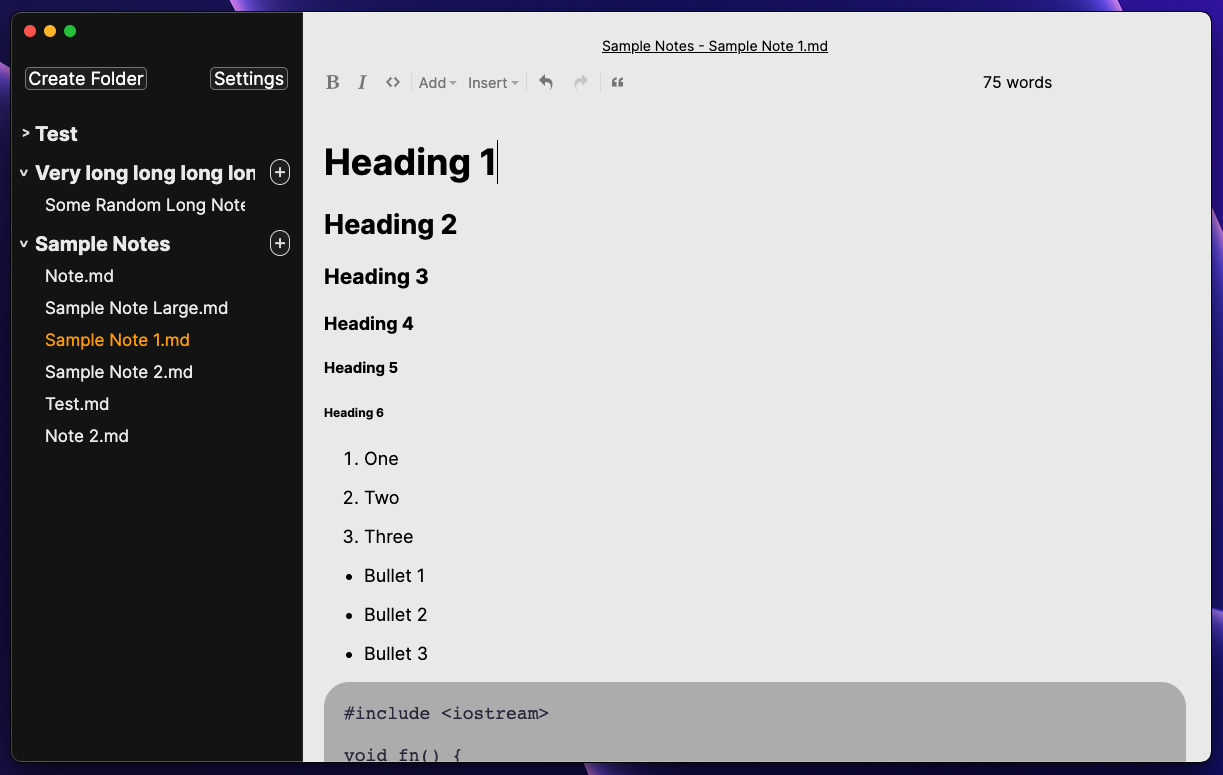 Create Folder Settings
> Test
Very long long long lon
Some Random Long Note
Sample Notes
Note.md
Sample Note Large.md
Sample Note 1.md
Sample Note 2.md
Test.md
Note 2.md
Sample Notes - Sample Note 1.md
B I <> Add Insert 75 words
Heading 1
Heading 2
Heading 3
Heading 4
Heading 5
Heading 6
1. One
2. Two
3. Three
• Bullet 1
• Bullet 2
• Bullet 3
#include <iostream>
void fn() {